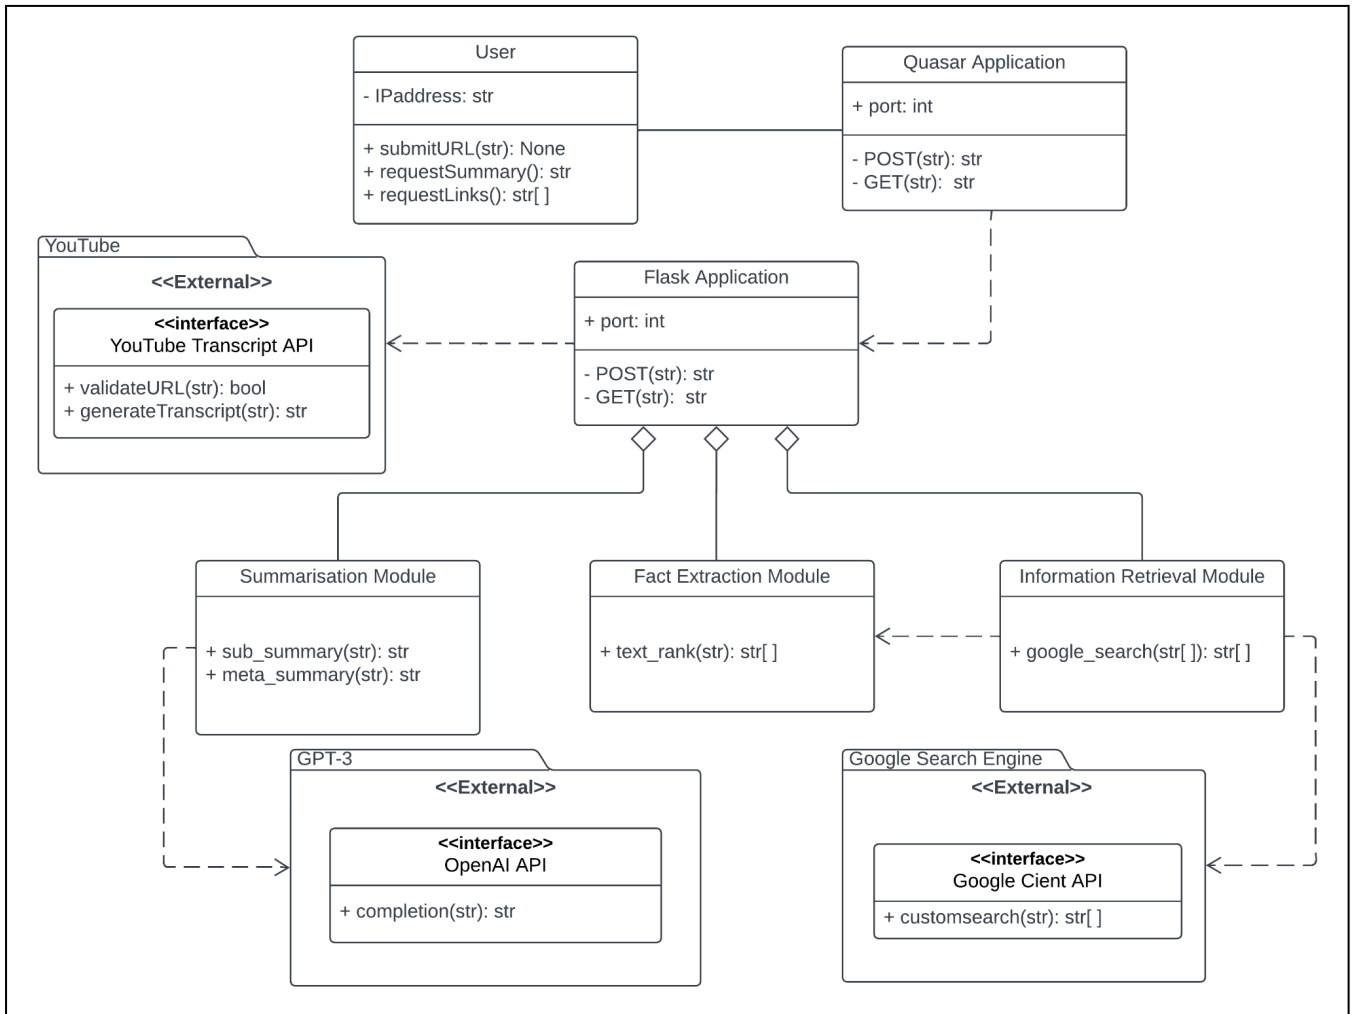 User
- IPaddress: str
+ submitURL(str): None
+ requestSummary(): str
+ requestLinks(): str[ ]
Quasar Application
+ port: int
- POST(str): str
- GET(str):  str
YouTube
<<External>>
<<interface>>
YouTube Transcript API
+ validateURL(str): bool
+ generateTranscript(str): str
Flask Application
+ port: int
- POST(str): str
- GET(str):  str
Summarisation Module
+ sub_summary(str): str
+ meta_summary(str): str
Fact Extraction Module
+ text_rank(str): str[ ]
Information Retrieval Module
+ google_search(str[ ]): str[ ]
GPT-3
<<External>>
<<interface>>
OpenAI API
+ completion(str): str
Google Search Engine
<<External>>
<<interface>>
Google Cient API
+ customsearch(str): str[ ]